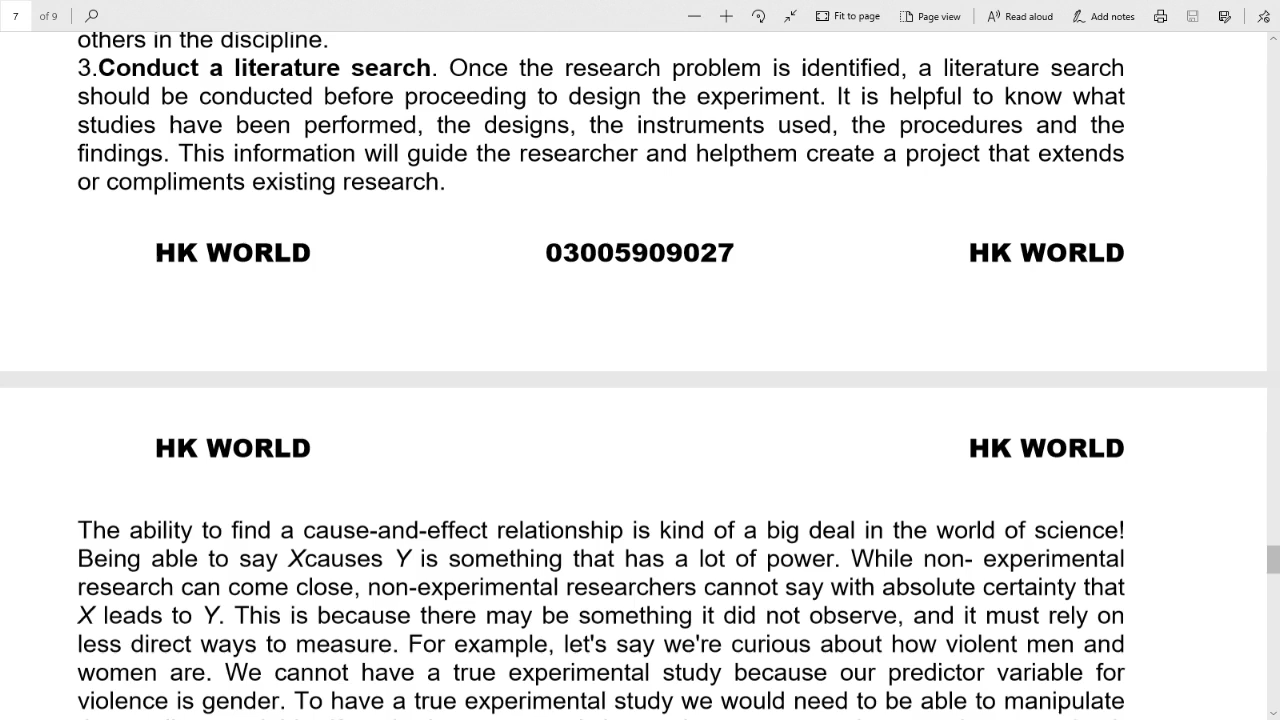 7 of 9 Fit to page Page view Read aloud Add notes
others in the discipline.
3.Conduct a literature search. Once the research problem is identified, a literature search
should be conducted before proceeding to design the experiment. It is helpful to know what
studies have been performed, the designs, the instruments used, the procedures and the
findings. This information will guide the researcher and helpthem create a project that extends
or compliments existing research.
HK WORLD 03005909027 HK WORLD
HK WORLD HK WORLD
The ability to find a cause-and-effect relationship is kind of a big deal in the world of science!
Being able to say Xcauses Y is something that has a lot of power. While non- experimental
research can come close, non-experimental researchers cannot say with absolute certainty that
X leads to Y. This is because there may be something it did not observe, and it must rely on
less direct ways to measure. For example, let's say we're curious about how violent men and
women are. We cannot have a true experimental study because our predictor variable for
violence is gender. To have a true experimental study we would need to be able to manipulate